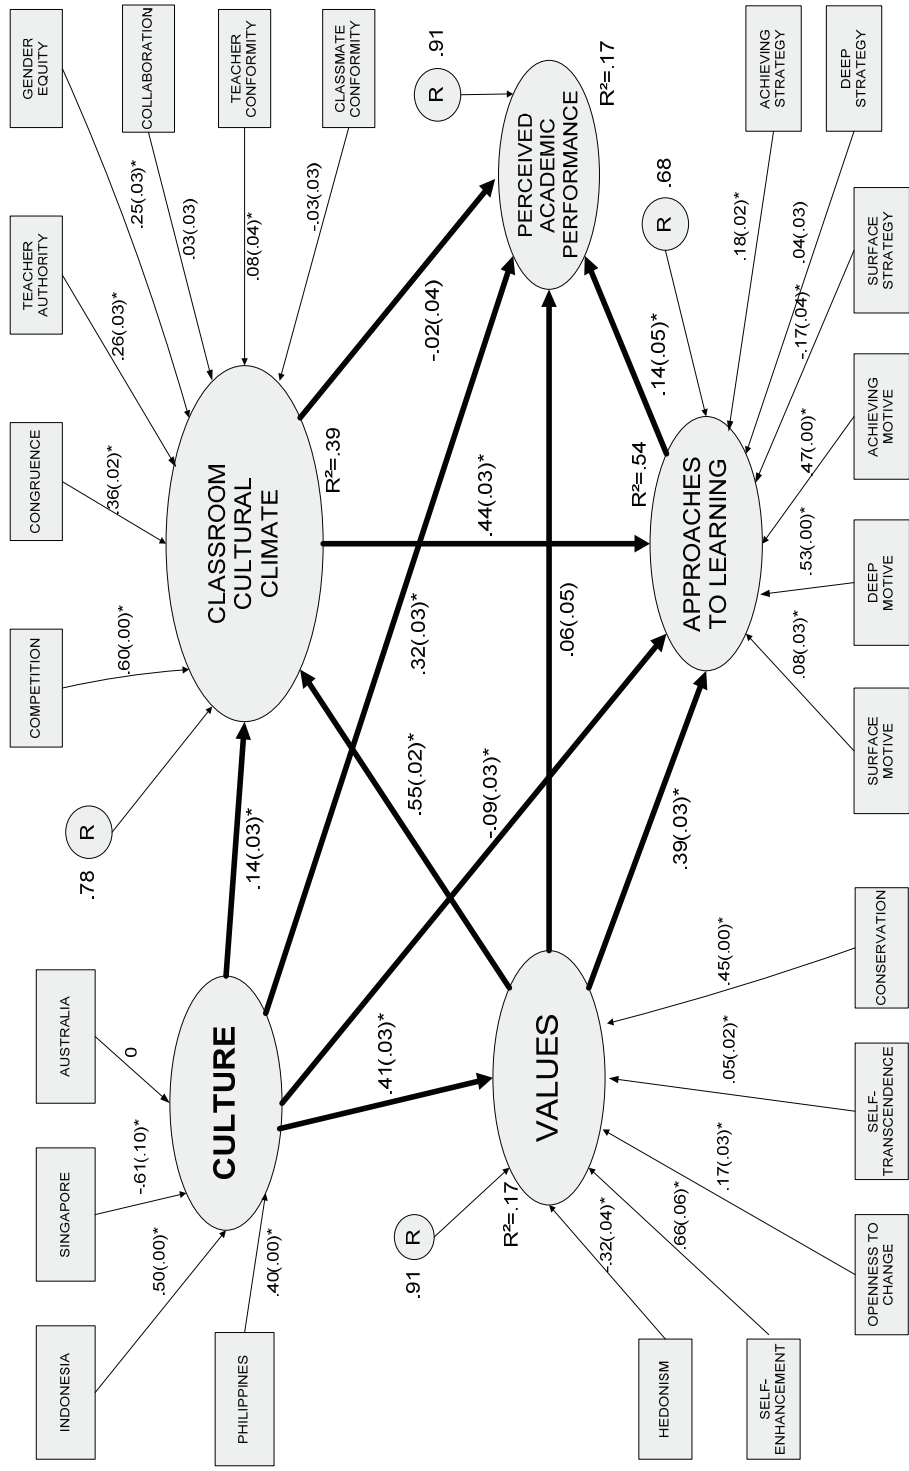 INDONESIA
SINGAPORE
AUSTRALIA
PHILIPPINES
.50(.00)*
-.61(.10)*
0
.40(.00)*
CULTURE
.78
R
COMPETITION
CONGRUENCE
TEACHER
AUTHORITY
GENDER
EQUITY
COLLABORATION
TEACHER
CONFORMITY
CLASSMATE
CONFORMITY
.60(.00)*
.36(.02)*
.26(.03)*
.25(.03)*
.03(.03)
.08(.04)*
-.03(.03)
CLASSROOM
CULTURAL
CLIMATE
R²=.39
.14(.03)*
.32(.03)*
-.09(.03)*
.41(.03)*
.55(.02)*
.06(.05)
.39(.03)*
.44(.03)*
-.02(.04)
.14(.05)*
R
.91
PERCEIVED
ACADEMIC
PERFORMANCE
R²=.17
.91
R
R²=.17
VALUES
HEDONISM
SELF-
ENHANCEMENT
OPENNESS TO
CHANGE
SELF-
TRANSCENDENCE
CONSERVATION
-.32(.04)*
.66(.06)*
.17(.03)*
.05(.02)*
.45(.00)*
R
.68
R²=.54
APPROACHES
TO LEARNING
SURFACE
MOTIVE
DEEP
MOTIVE
ACHIEVING
MOTIVE
SURFACE
STRATEGY
DEEP
STRATEGY
ACHIEVING
STRATEGY
.08(.03)*
.53(.00)*
.47(.00)*
-.17(.04)*
.04(.03)
.18(.02)*